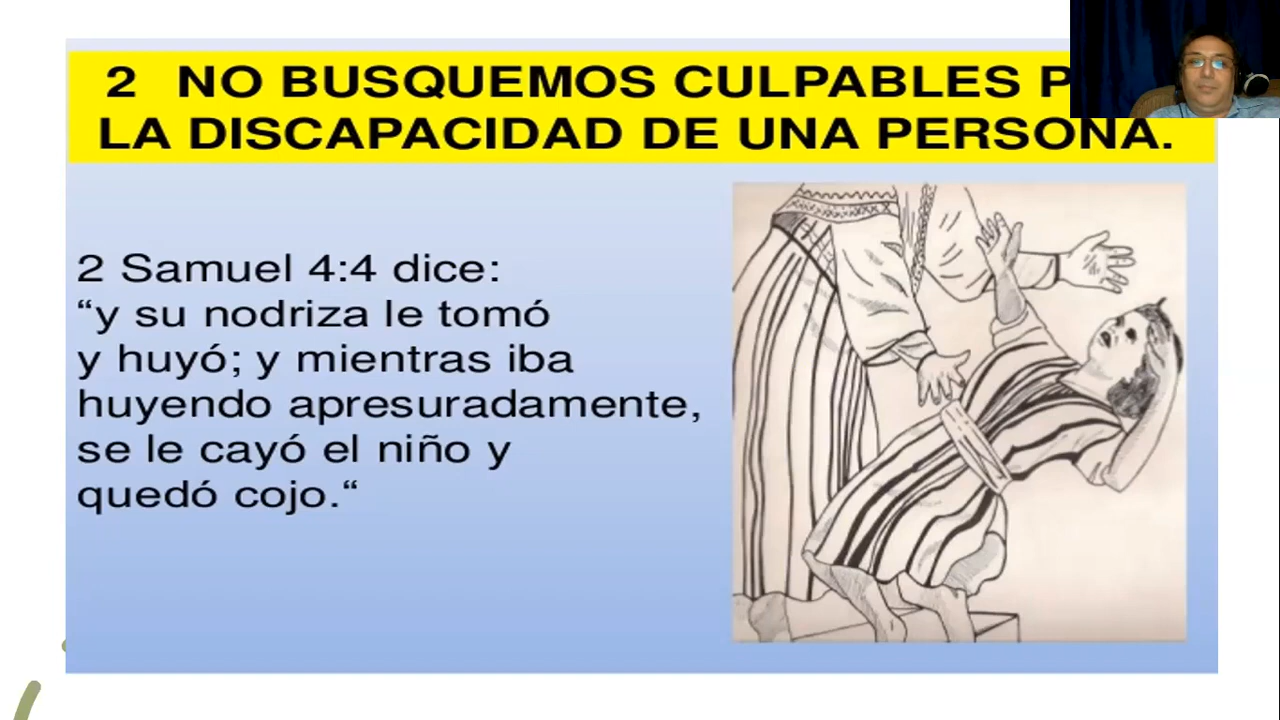 2 NO BUSQUEMOS CULPABLES P
LA DISCAPACIDAD DE UNA PERSONA.
2 Samuel 4:4 dice:
“y su nodriza le tomó
y huyó; y mientras iba
huyendo apresuradamente,
se le cayó el niño y
quedó cojo.“